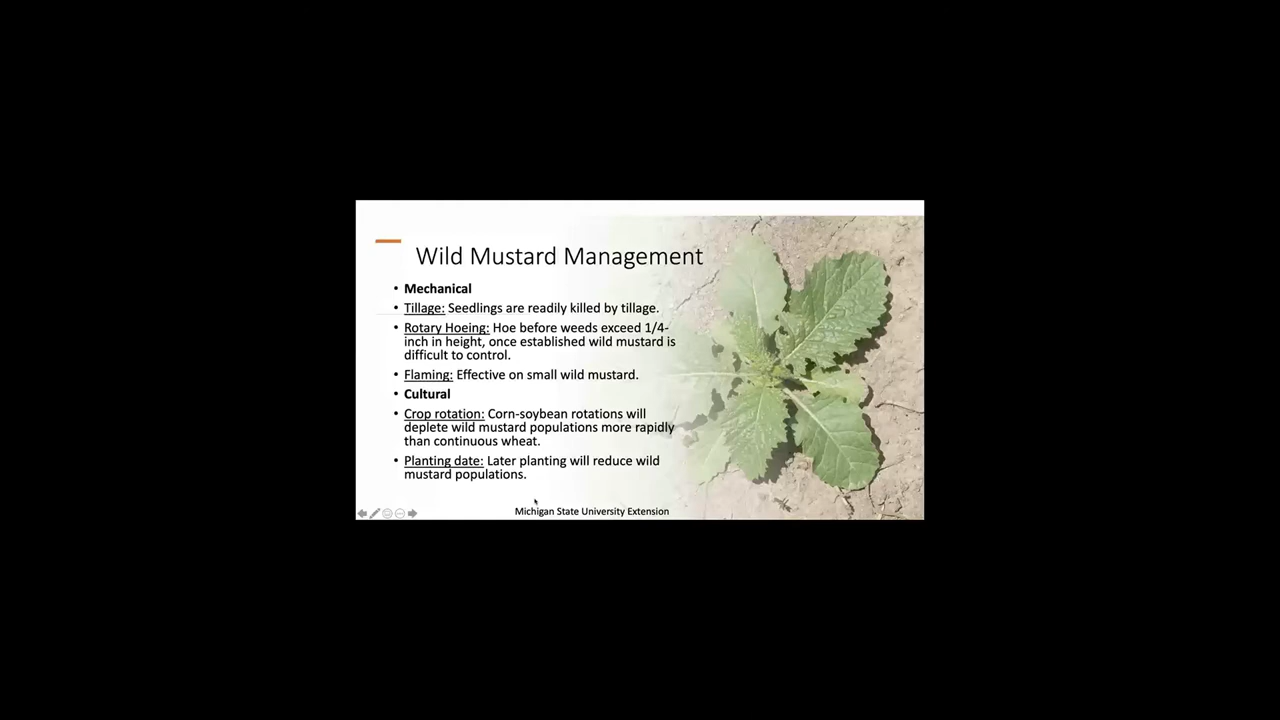 Wild Mustard Management
• Mechanical
• Tillage: Seedlings are readily killed by tillage.
• Rotary Hoeing: Hoe before weeds exceed 1/4-
inch in height, once established wild mustard is
difficult to control.
• Flaming: Effective on small wild mustard.
• Cultural
• Crop rotation: Corn-soybean rotations will
deplete wild mustard populations more rapidly
than continuous wheat.
• Planting date: Later planting will reduce wild
mustard populations.
Michigan State University Extension